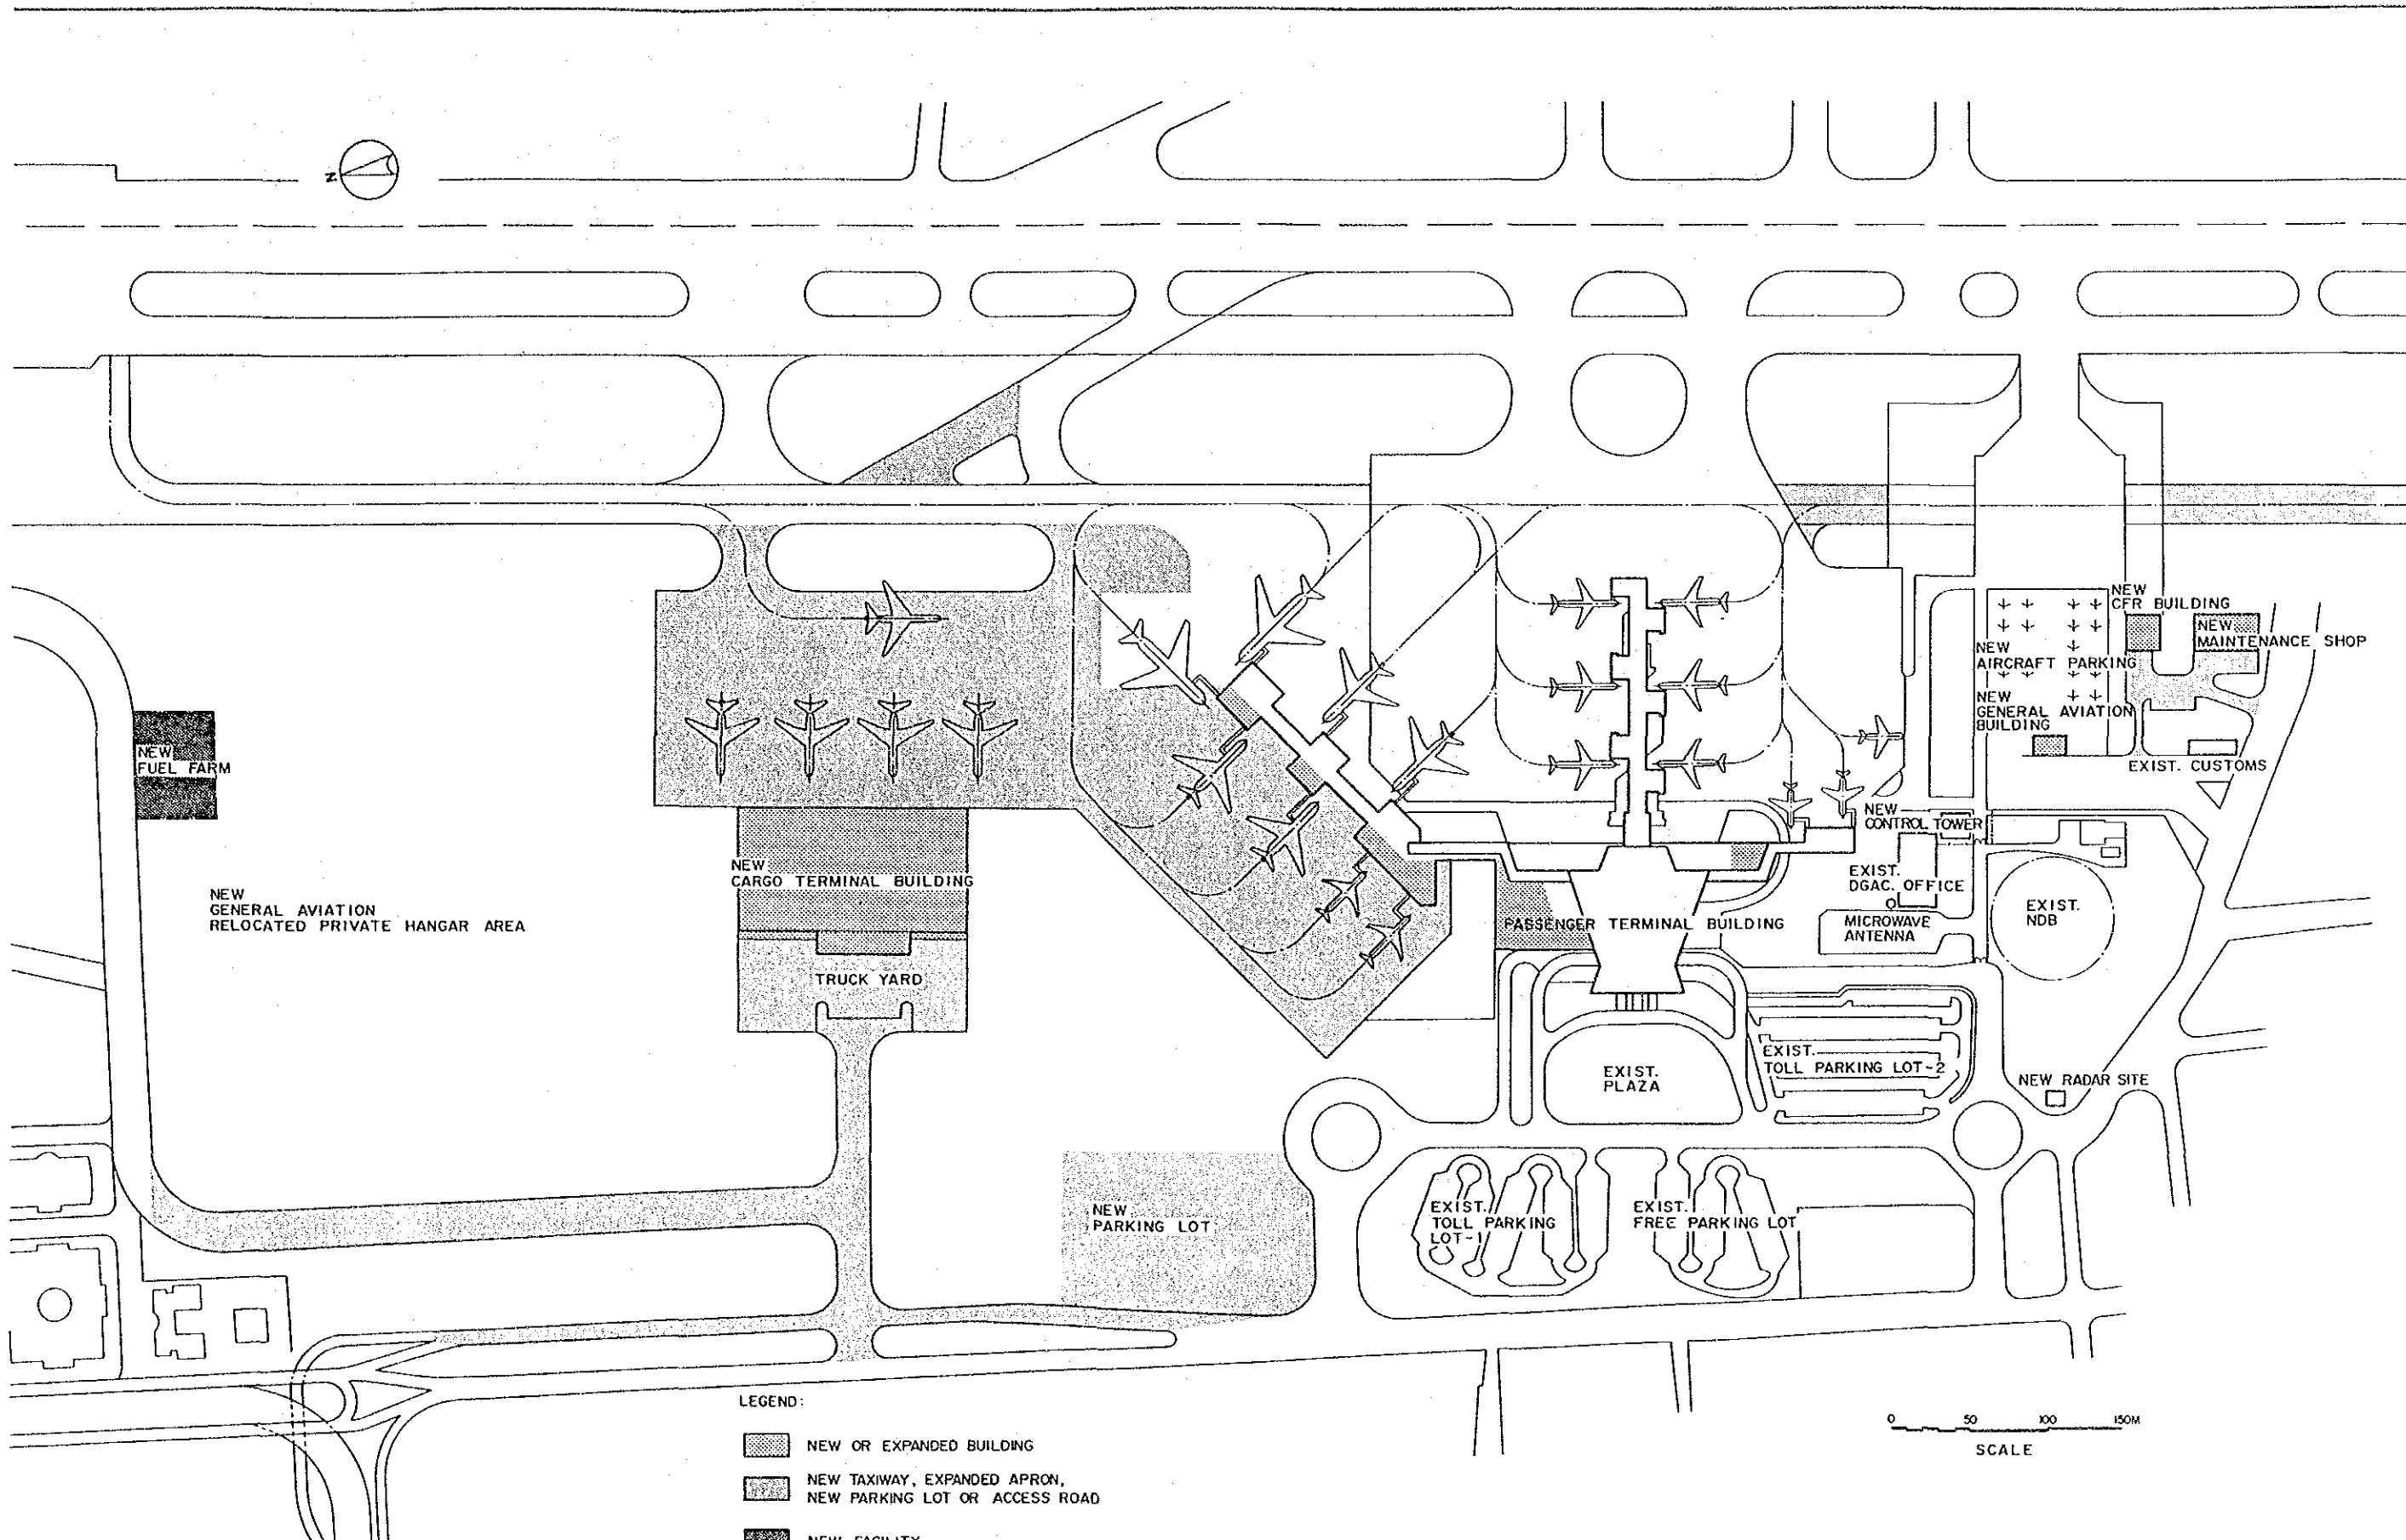 N
NEW
CFR BUILDING
NEW
MAINTENANCE SHOP
NEW
AIRCRAFT PARKING
NEW
GENERAL AVIATION
BUILDING
EXIST. CUSTOMS
NEW
FUEL FARM
NEW
CONTROL TOWER
NEW
CARGO TERMINAL BUILDING
EXIST.
DGAC. OFFICE
NEW
GENERAL AVIATION
RELOCATED PRIVATE HANGAR AREA
PASSENGER TERMINAL BUILDING
MICROWAVE
ANTENNA
EXIST.
NDB
TRUCK YARD
EXIST.
PLAZA
EXIST.
TOLL PARKING LOT-2
NEW RADAR SITE
NEW
PARKING LOT
EXIST.
TOLL PARKING
LOT-1
EXIST.
FREE PARKING LOT
LEGEND:
NEW OR EXPANDED BUILDING
NEW TAXIWAY, EXPANDED APRON,
NEW PARKING LOT OR ACCESS ROAD
NEW FACILITY
0 50 100 150M
SCALE